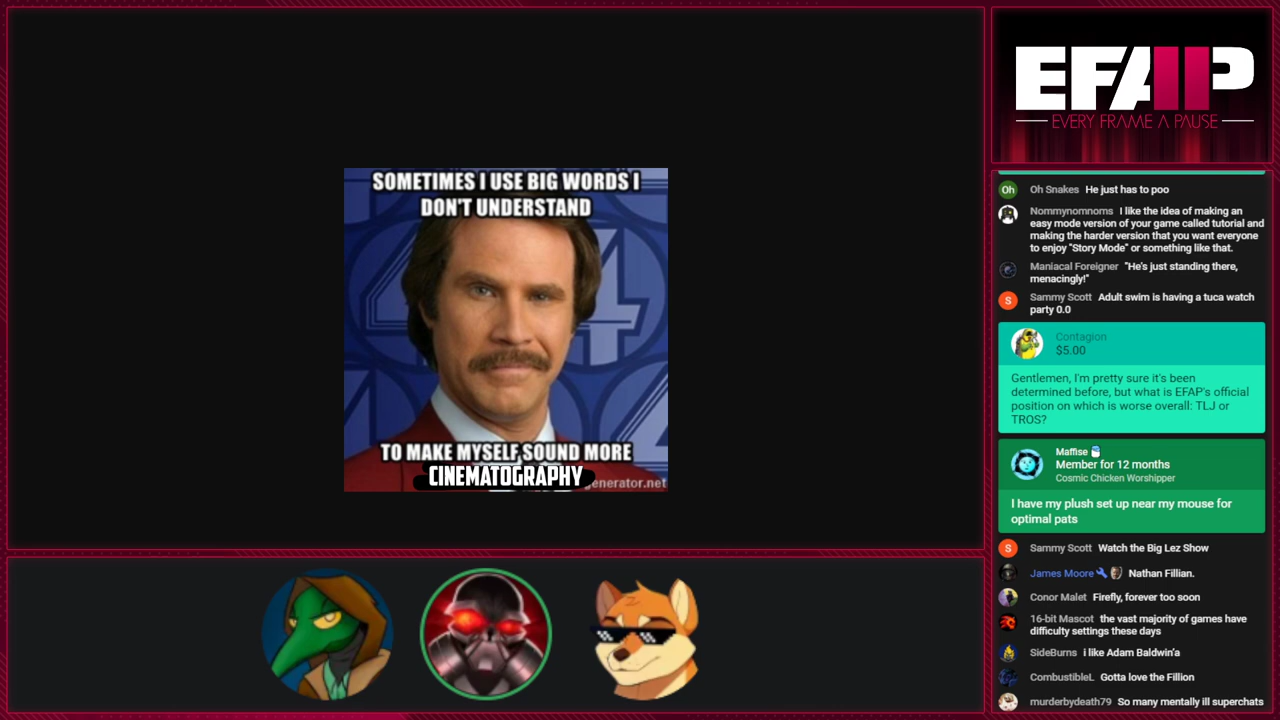 SOMETIMES I USE BIG WORDS I
DON'T UNDERSTAND
TO MAKE MYSELF SOUND MORE
CINEMATOGRAPHY
enerator.net
EFAP
EVERY FRAME A PAUSE
Oh Oh Snakes He just has to poo
Nommynomnoms I like the idea of making an
easy mode version of your game called tutorial and
making the harder version that you want everyone
to enjoy "Story Mode" or something like that.
Maniacal Foreigner "He's just standing there,
menacingly!"
S Sammy Scott Adult swim is having a tuca watch
party 0.0
Contagion
$5.00
Gentlemen, I'm pretty sure it's been
determined before, but what is EFAP's official
position on which is worse overall: TLJ or
TROS?
Maffise
Member for 12 months
Cosmic Chicken Worshipper
I have my plush set up near my mouse for
optimal pats
S Sammy Scott Watch the Big Lez Show
James Moore Nathan Fillian.
Conor Malet Firefly, forever too soon
16-bit Mascot the vast majority of games have
difficulty settings these days
SideBurns i like Adam Baldwin'a
CombustibleL Gotta love the Fillion
murderbydeath79 So many mentally ill superchats